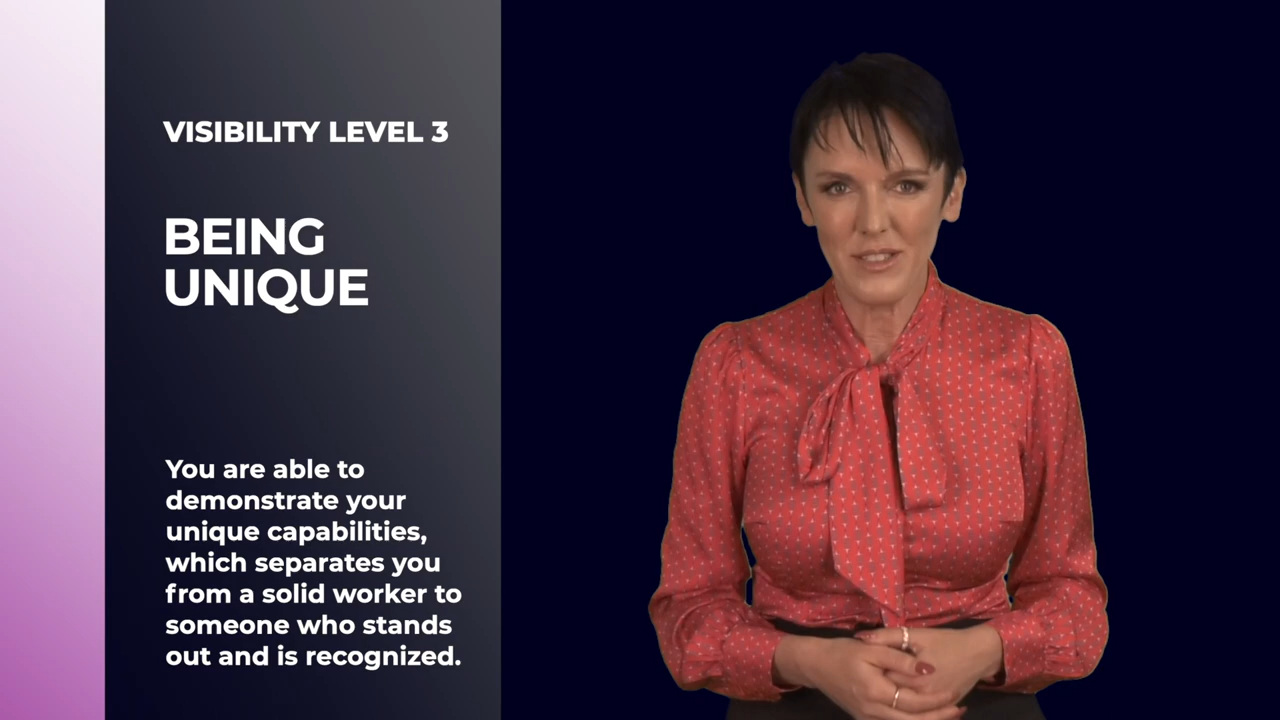 VISIBILITY LEVEL 3
BEING
UNIQUE
You are able to
demonstrate your
unique capabilities,
which separates you
from a solid worker to
someone who stands
out and is recognized.